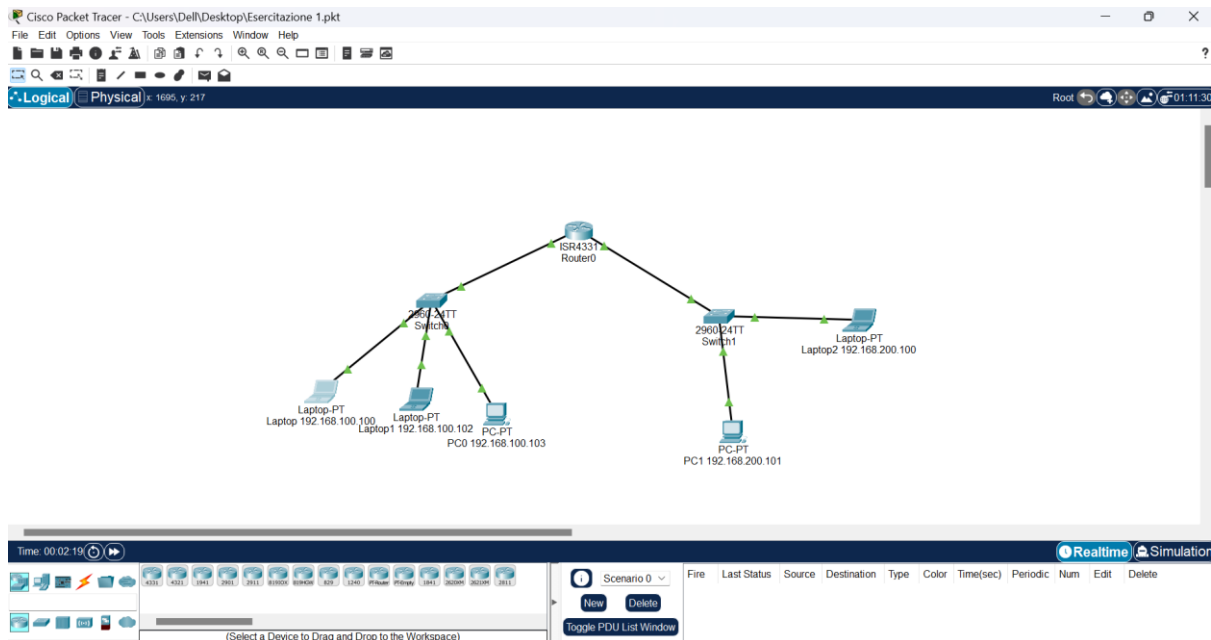 Cisco Packet Tracer - C:\Users\Dell\Desktop\Esercitazione 1.pkt
File Edit Options View Tools Extensions Window Help
?
Logical Physical x: 1695, y: 217 Root 01:11:30
ISR4331
Router0
2960-24TT
Switch0
2960-24TT
Switch1
Laptop-PT
Laptop2 192.168.200.100
Laptop-PT
Laptop 192.168.100.100
Laptop-PT
Laptop1 192.168.100.102
PC-PT
PC0 192.168.100.103
PC-PT
PC1 192.168.200.101
Time: 00:02:19 Realtime Simulation
4331 4321 1941 2901 2911 819IOX 819HGW 829 1240 PT-Router PT-Empty 1841 2620XM 2621XM 2811
Scenario 0
New Delete
Toggle PDU List Window
Fire Last Status Source Destination Type Color Time(sec) Periodic Num Edit Delete
(Select a Device to Drag and Drop to the Workspace)